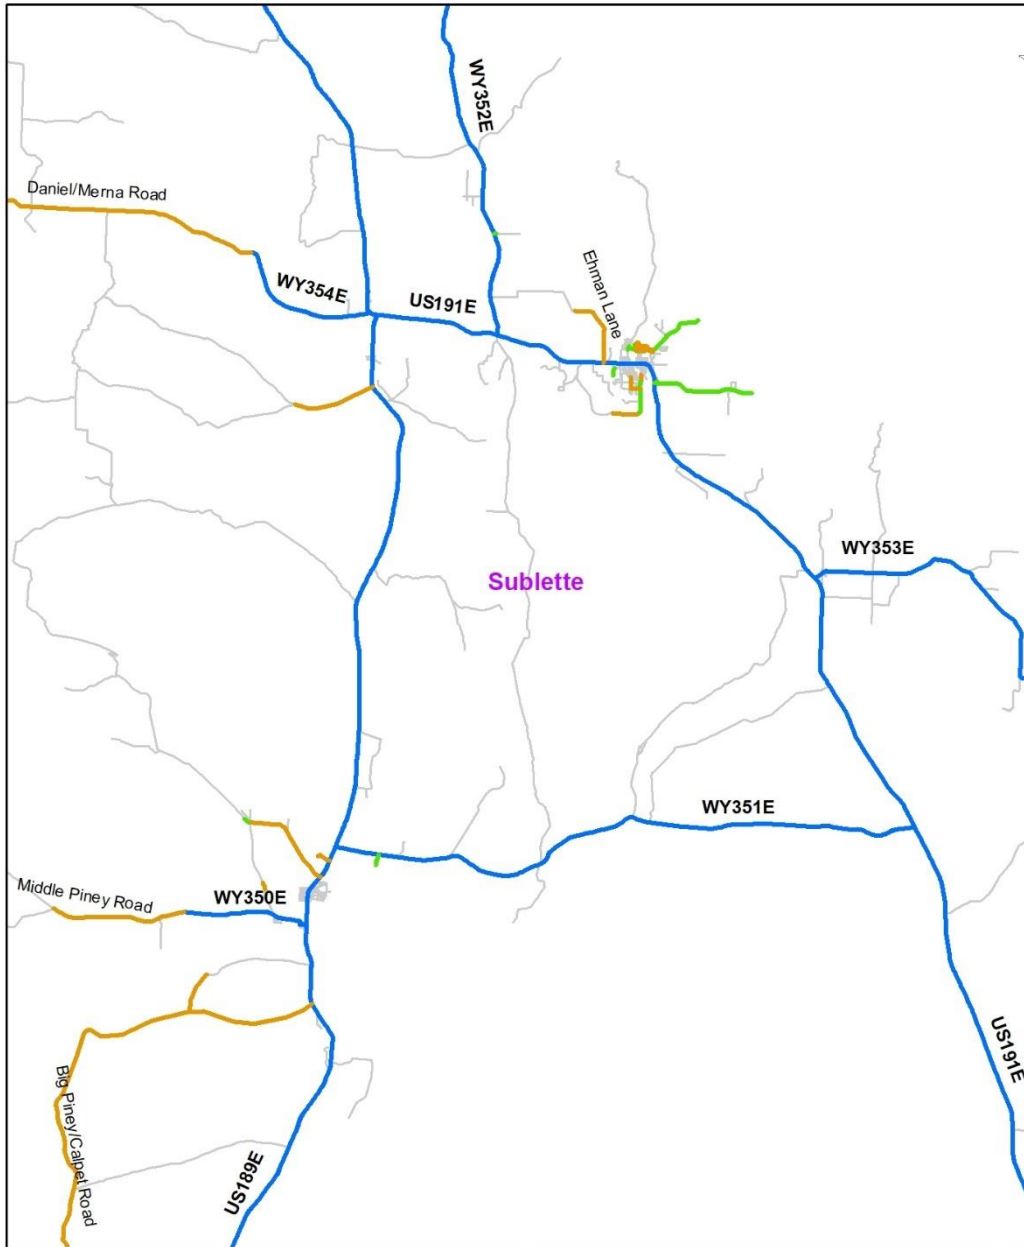 WY352E
Daniel/Merna Road
WY354E
US191E
Ehman Lane
WY353E
Sublette
WY351E
Middle Piney Road
WY350E
US191E
Big Piney/Calpet Road
US189E